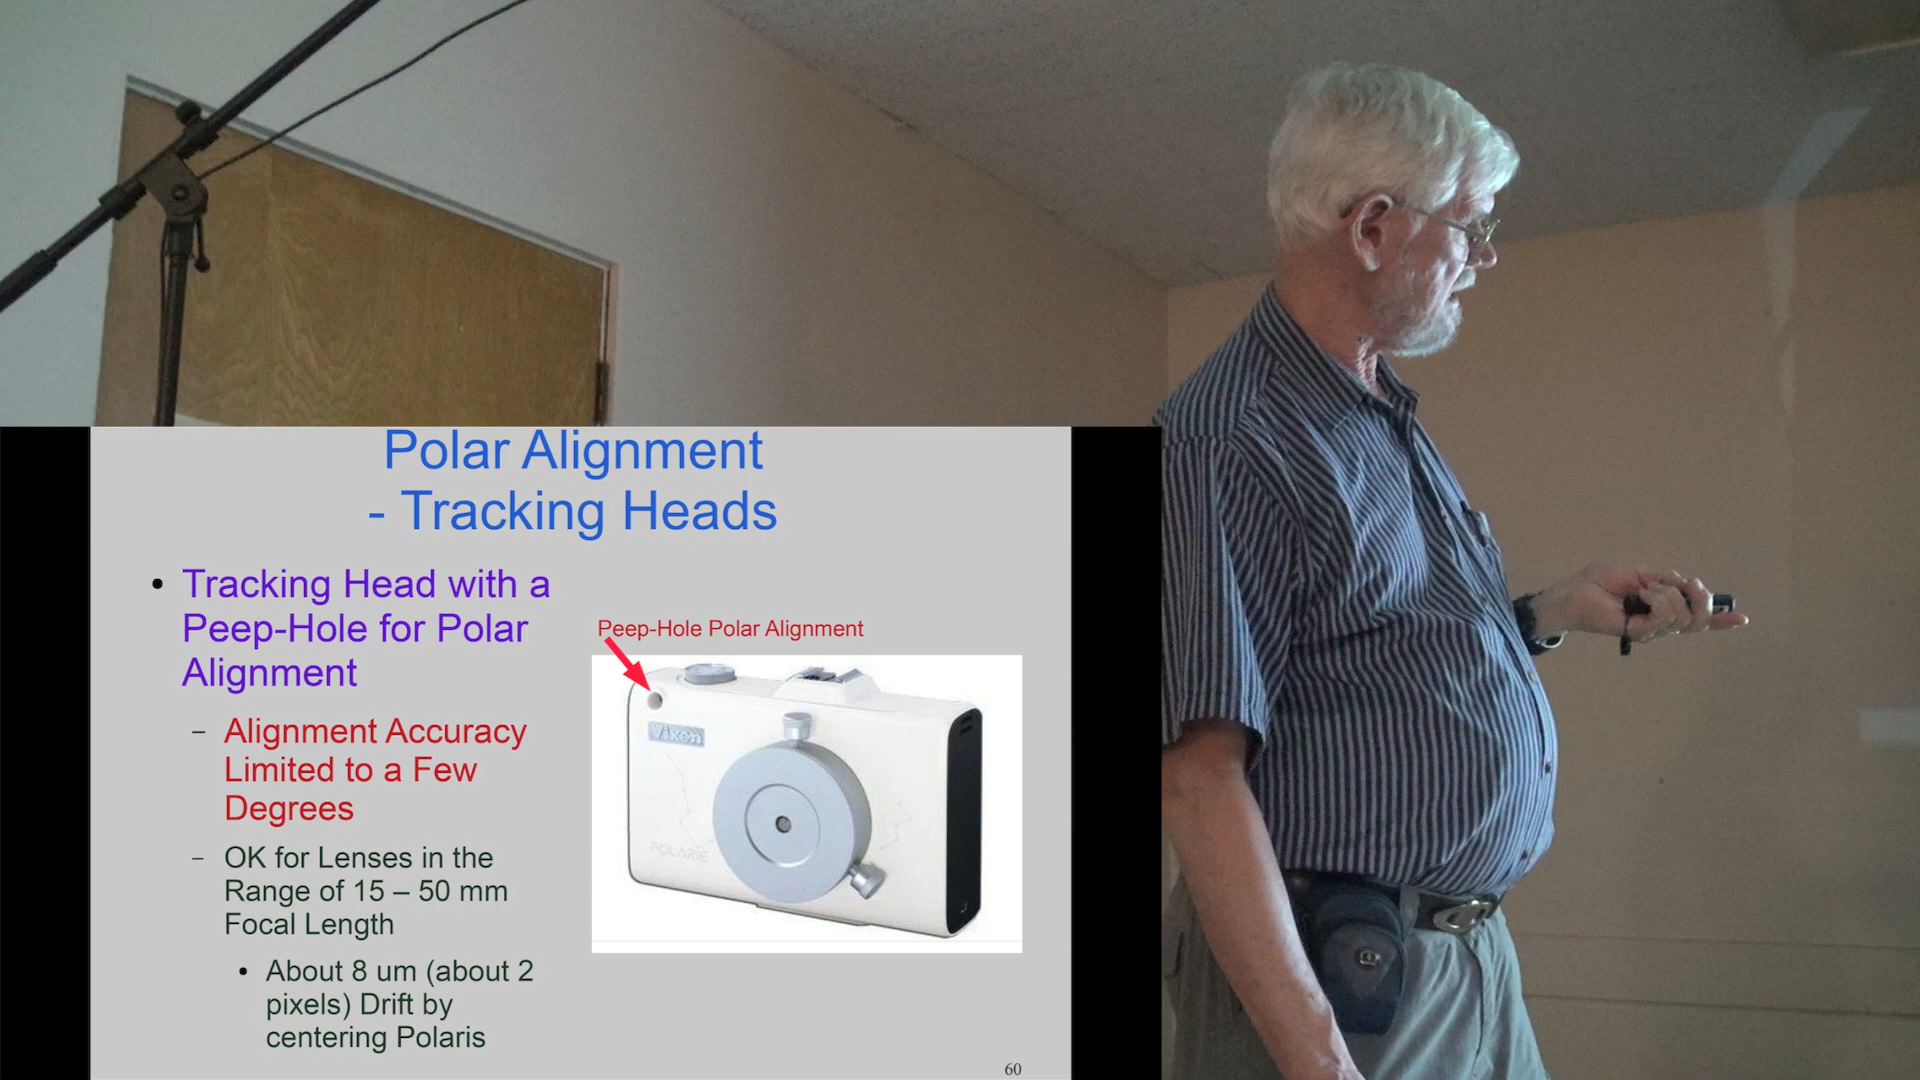 Polar Alignment
- Tracking Heads
• Tracking Head with a
Peep-Hole for Polar
Alignment
– Alignment Accuracy
Limited to a Few
Degrees
– OK for Lenses in the
Range of 15 – 50 mm
Focal Length
• About 8 um (about 2
pixels) Drift by
centering Polaris
Peep-Hole Polar Alignment
Vixen
POLARIE
60